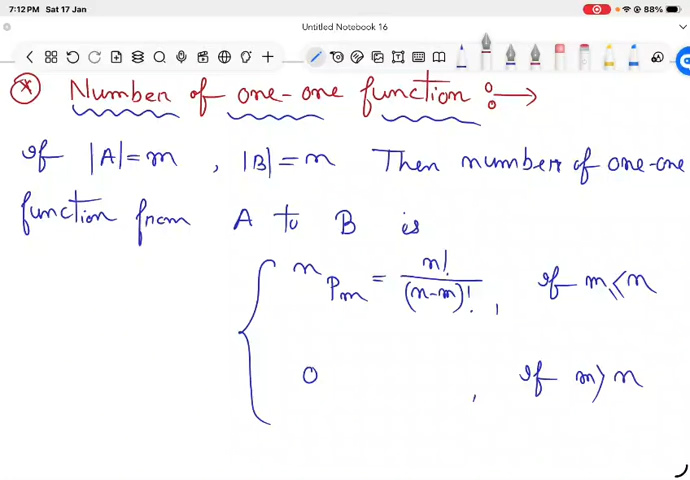 7:12 PM Sat 17 Jan
88%
Untitled Notebook 16
Number of one-one function :→
If |A|=m , |B|=n Then number of one-one
function from A to B is
nPm = n!/(n-m)! , if m≤n
0 , if m>n